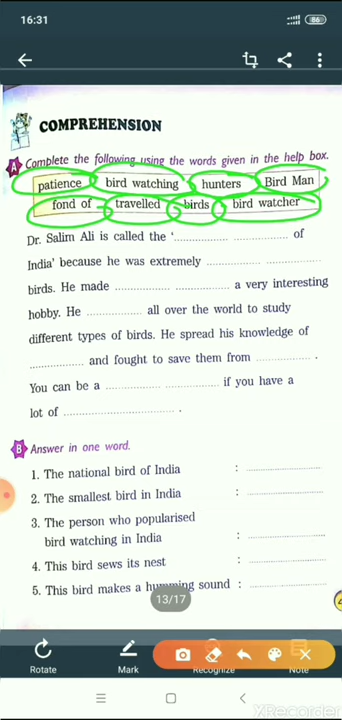 16:31
86
COMPREHENSION
A Complete the following using the words given in the help box.
patience bird watching hunters Bird Man
fond of travelled birds bird watcher
Dr. Salim Ali is called the '.................. .................. of
India' because he was extremely .................. ..................
birds. He made .................. .................. a very interesting
hobby. He .................. all over the world to study
different types of birds. He spread his knowledge of
.................. and fought to save them from .................. .
You can be a .................. .................. if you have a
lot of .................................... .
B Answer in one word.
1. The national bird of India : ..................
2. The smallest bird in India : ..................
3. The person who popularised
bird watching in India : ..................
4. This bird sews its nest : ..................
5. This bird makes a humming sound : ..................
13/17
Rotate Mark Recognize Note
XRecorder